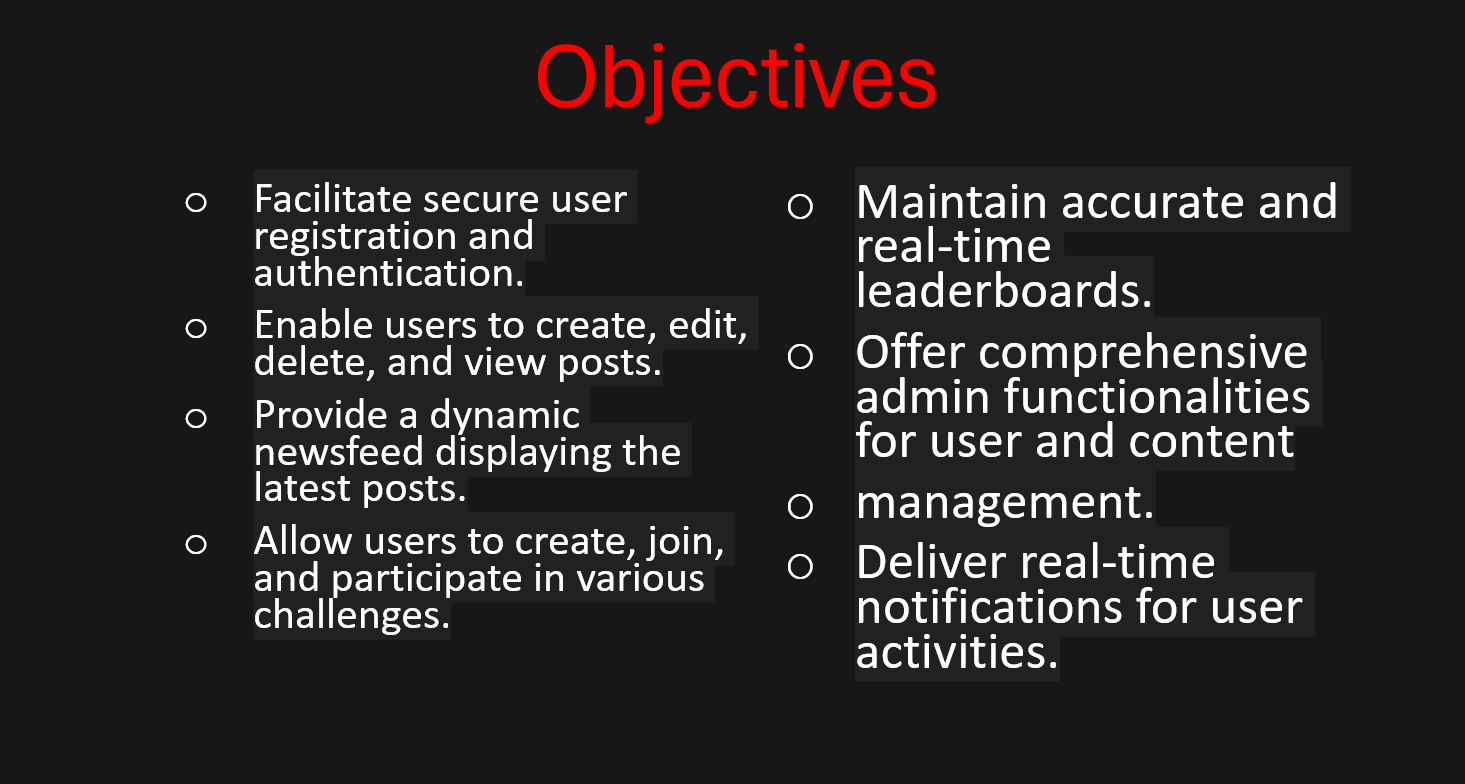 Objectives
○ Facilitate secure user
registration and
authentication.
○ Enable users to create, edit,
delete, and view posts.
○ Provide a dynamic
newsfeed displaying the
latest posts.
○ Allow users to create, join,
and participate in various
challenges.
○ Maintain accurate and
real-time
leaderboards.
○ Offer comprehensive
admin functionalities
for user and content
○ management.
○ Deliver real-time
notifications for user
activities.